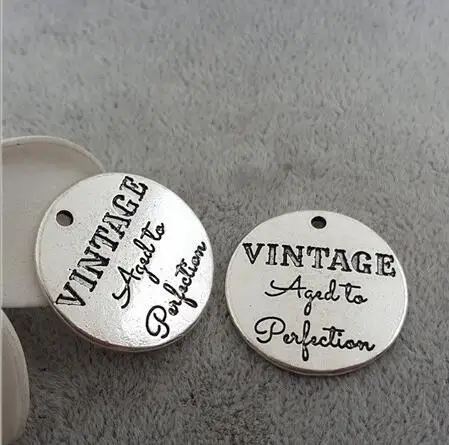 VINTAGE
Aged to
Perfection
VINTAGE
Aged to
Perfection